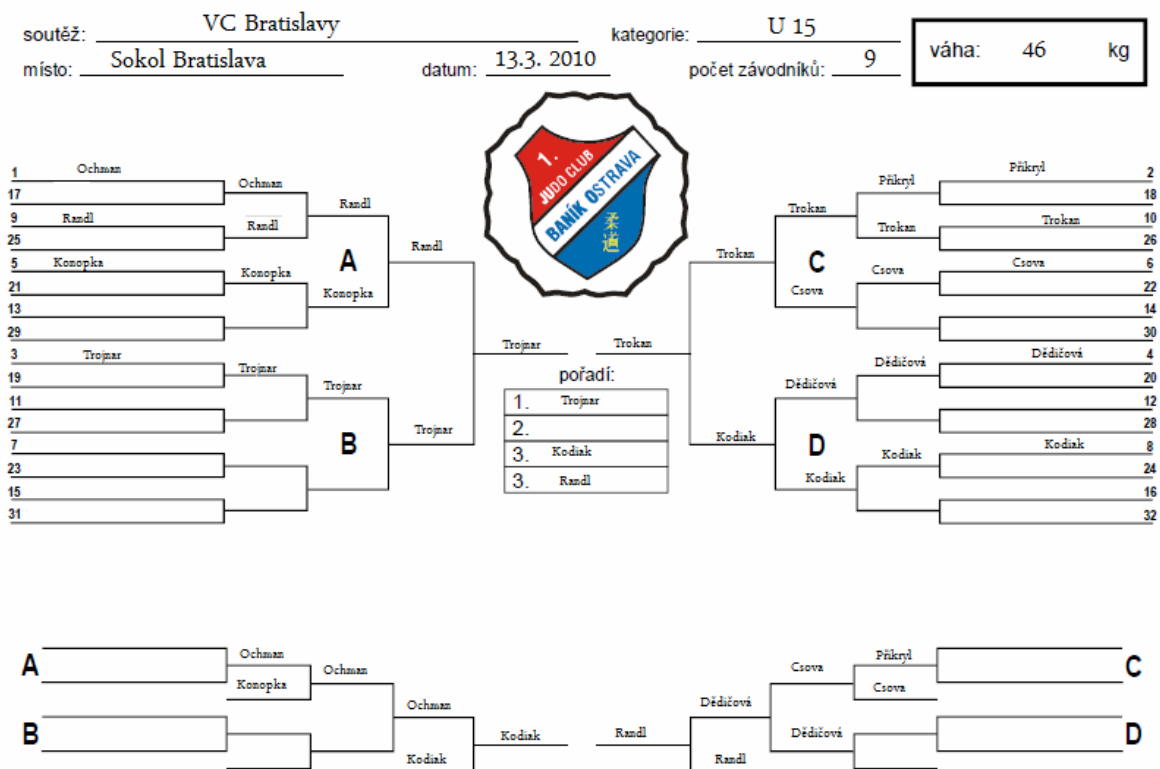 soutěž: VC Bratislavy kategorie: U 15
váha: 46 kg
místo: Sokol Bratislava datum: 13.3. 2010 počet závodníků: 9
1. JUDO CLUB
BANÍK OSTRAVA
柔道
1 Ochman
17
Ochman
9 Randl
25
Randl
Randl
5 Konopka
21
Konopka
13
29
Konopka
A
Randl
3 Trojnar
19
Trojnar
11
27
Trojnar
7
23
15
31
B
Trojnar
Trojnar
Trokan
pořadí:
1. Trojnar
2.
3. Kodiak
3. Randl
Přikryl 2
18
Přikryl
Trokan 10
26
Trokan
Trokan
Csova 6
22
Csova
14
30
Csova
C
Trokan
Dědičová 4
20
Dědičová
12
28
Dědičová
Kodiak 8
24
Kodiak
16
32
Kodiak
D
Kodiak
A
Ochman
Konopka
Ochman
B
Ochman
Kodiak
Kodiak
C
Přikryl
Csova
Csova
D
Dědičová
Dědičová
Randl
Randl